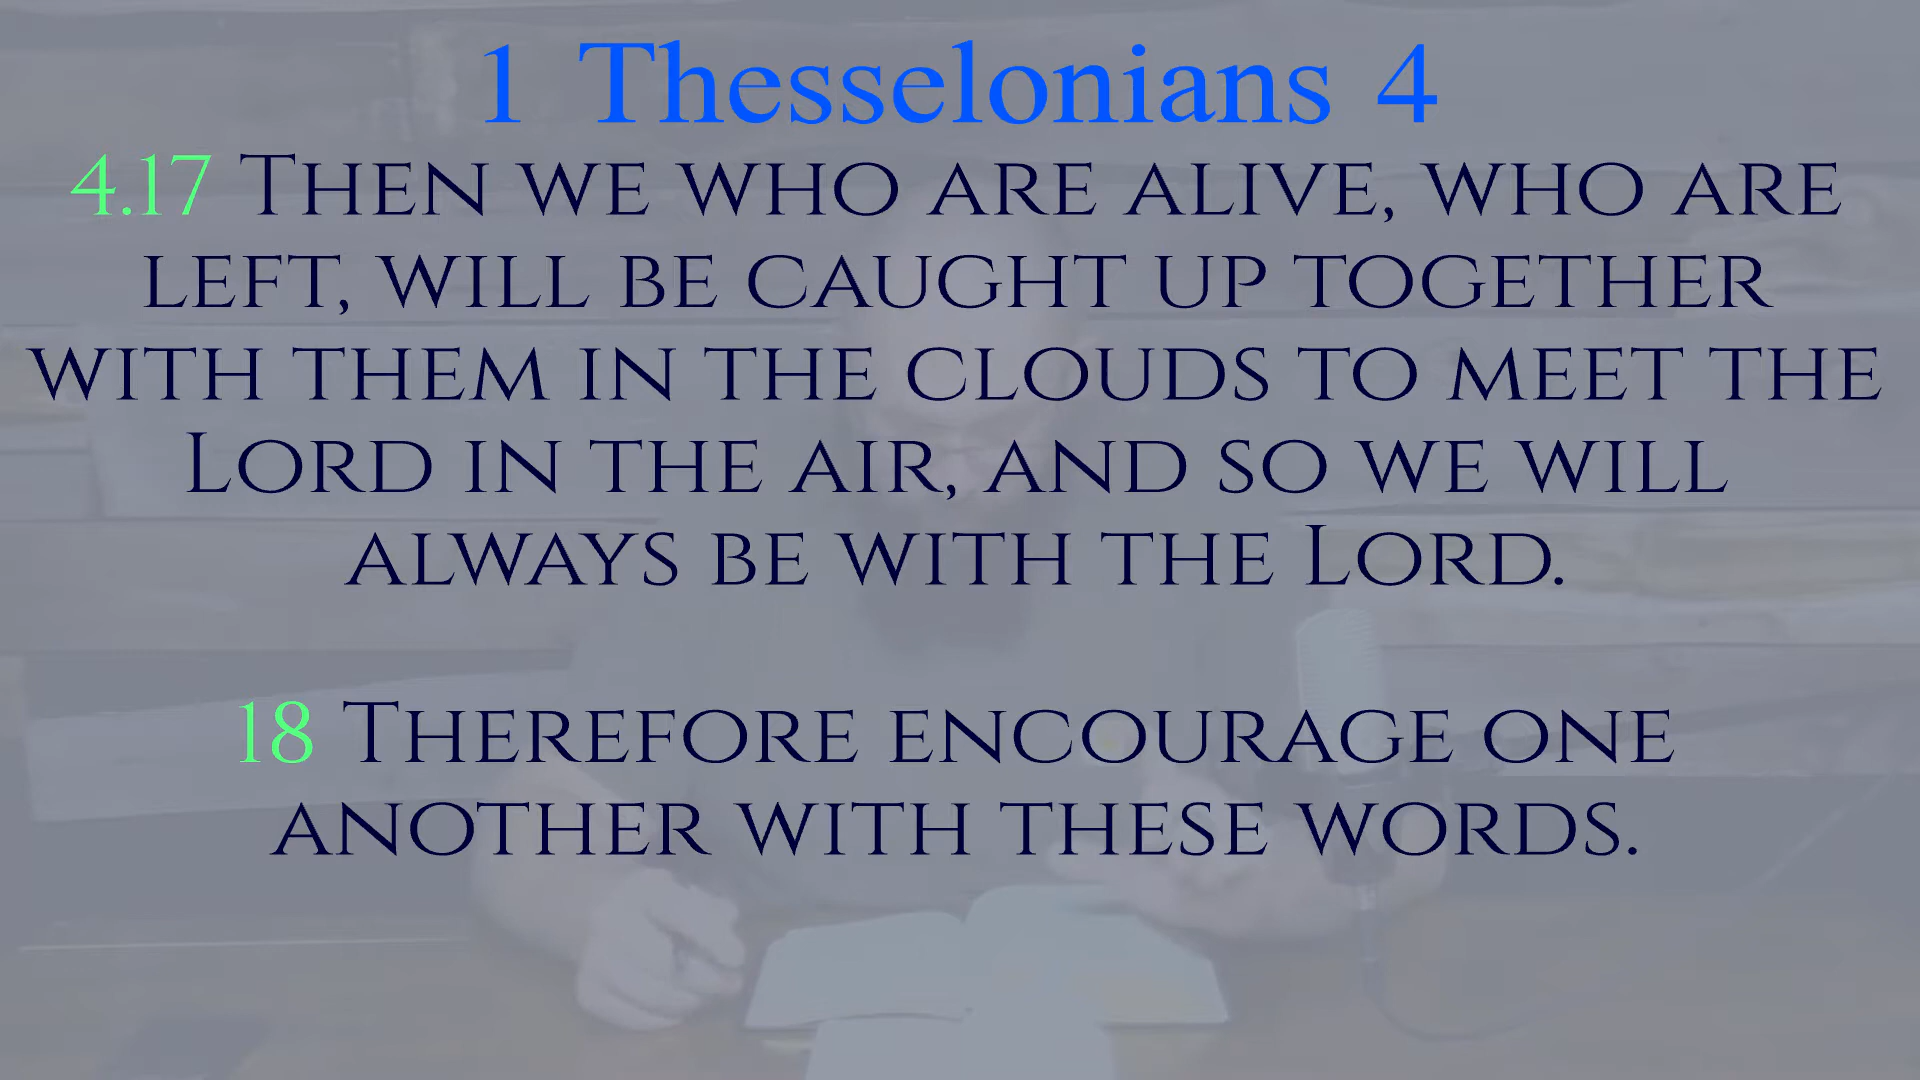 1 Thesselonians 4
4.17 Then we who are alive, who are
left, will be caught up together
with them in the clouds to meet the
Lord in the air, and so we will
always be with the Lord.
18 Therefore encourage one
another with these words.